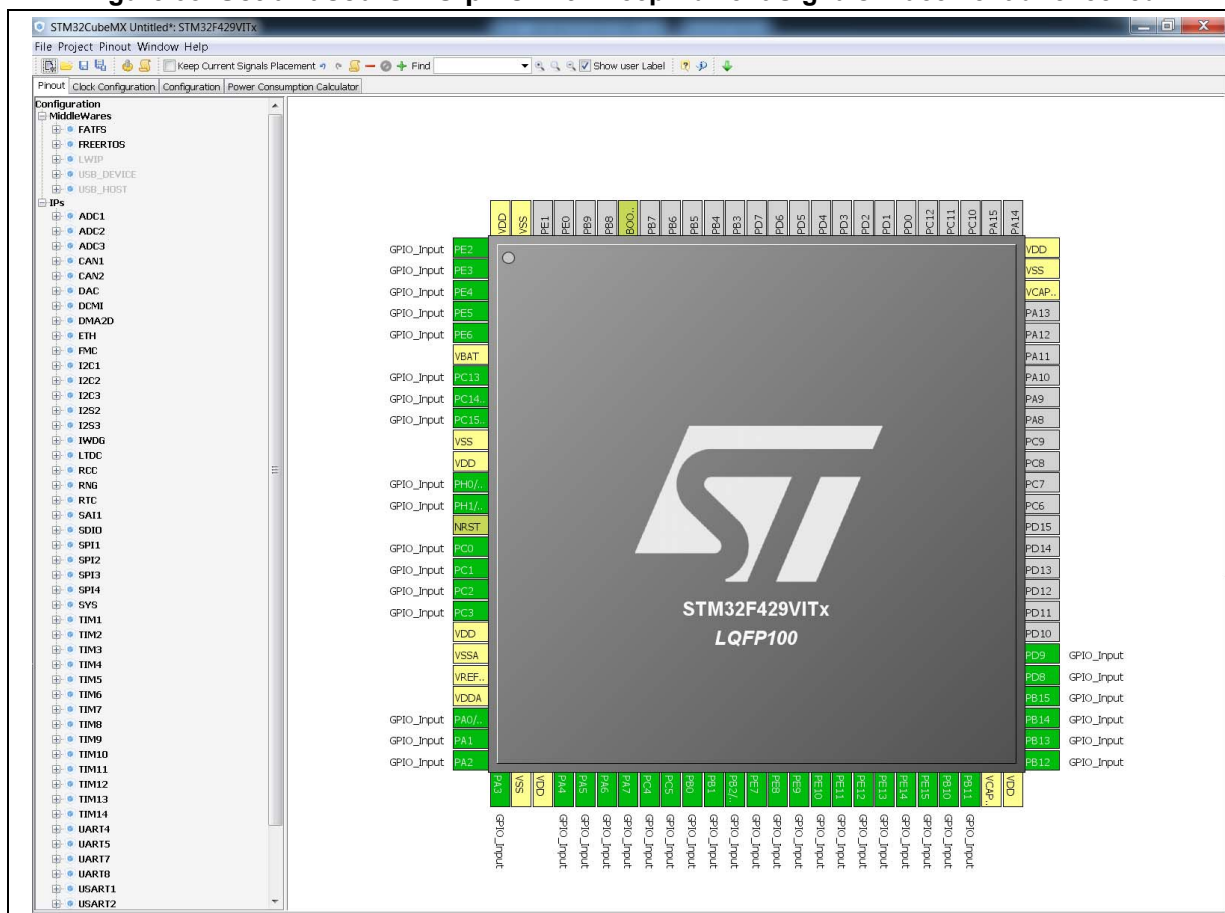 STM32CubeMX Untitled*: STM32F429VITx
File Project Pinout Window Help
Keep Current Signals Placement Find Show user Label
Pinout Clock Configuration Configuration Power Consumption Calculator
Configuration
MiddleWares
FATFS
FREERTOS
LWIP
USB_DEVICE
USB_HOST
IPs
ADC1
ADC2
ADC3
CAN1
CAN2
DAC
DCMI
DMA2D
ETH
FMC
I2C1
I2C2
I2C3
I2S2
I2S3
IWDG
LTDC
RCC
RNG
RTC
SAI1
SDIO
SPI1
SPI2
SPI3
SPI4
SYS
TIM1
TIM2
TIM3
TIM4
TIM5
TIM6
TIM7
TIM8
TIM9
TIM10
TIM11
TIM12
TIM13
TIM14
UART4
UART5
UART7
UART8
USART1
USART2
VDD VSS PE1 PE0 PB9 PB8 BOO.. PB7 PB6 PB5 PB4 PB3 PD7 PD6 PD5 PD4 PD3 PD2 PD1 PD0 PC12 PC11 PC10 PA15 PA14
GPIO_Input PE2 VDD
GPIO_Input PE3 VSS
GPIO_Input PE4 VCAP..
GPIO_Input PE5 PA13
GPIO_Input PE6 PA12
VBAT PA11
GPIO_Input PC13 PA10
GPIO_Input PC14.. PA9
GPIO_Input PC15.. PA8
VSS PC9
VDD PC8
GPIO_Input PH0/.. PC7
GPIO_Input PH1/.. PC6
NRST PD15
GPIO_Input PC0 PD14
GPIO_Input PC1 PD13
GPIO_Input PC2 PD12
GPIO_Input PC3 PD11
VDD PD10
VSSA PD9 GPIO_Input
VREF.. PD8 GPIO_Input
VDDA PB15 GPIO_Input
GPIO_Input PA0/.. PB14 GPIO_Input
GPIO_Input PA1 PB13 GPIO_Input
GPIO_Input PA2 PB12 GPIO_Input
ST
STM32F429VITx
LQFP100
PA3 VSS VDD PA4 PA5 PA6 PA7 PC4 PC5 PB0 PB1 PB2/.. PE7 PE8 PE9 PE10 PE11 PE12 PE13 PE14 PE15 PB10 PB11 VCAP.. VDD
GPIO_Input GPIO_Input GPIO_Input GPIO_Input GPIO_Input GPIO_Input GPIO_Input GPIO_Input GPIO_Input GPIO_Input GPIO_Input GPIO_Input GPIO_Input GPIO_Input GPIO_Input GPIO_Input GPIO_Input GPIO_Input GPIO_Input GPIO_Input GPIO_Input